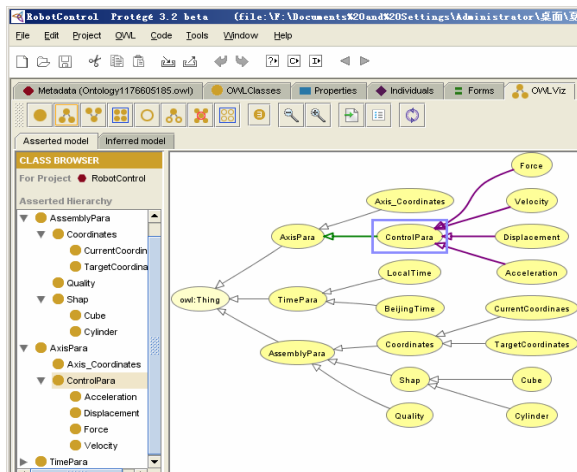 RobotControl Protégé 3.2 beta (file:\F:\Documents%20and%20Settings\Administrator\桌面\
File Edit Project OWL Code Tools Window Help
Metadata (Ontology1176605185.owl) OWLClasses Properties Individuals Forms OWLViz
Asserted model Inferred model
CLASS BROWSER
For Project RobotControl
Asserted Hierarchy
AssemblyPara
Coordinates
CurrentCoordin
TargetCoordina
Quality
Shap
Cube
Cylinder
AxisPara
Axis_Coordinates
ControlPara
Acceleration
Displacement
Force
Velocity
TimePara
Force
Axis_Coordinates
Velocity
AxisPara
ControlPara
Displacement
Acceleration
LocalTime
owl:Thing
TimePara
BeijingTime
CurrentCoordinaes
Coordinates
TargetCoordinates
AssemblyPara
Shap
Cube
Quality
Cylinder